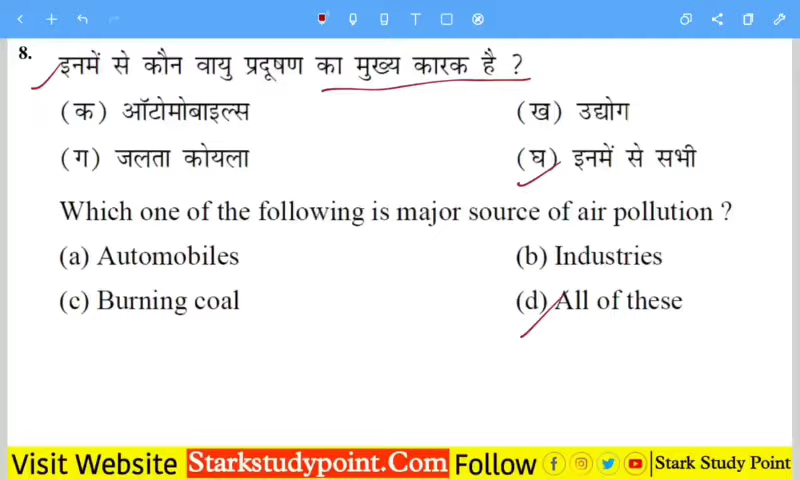 8.
इनमें से कौन वायु प्रदूषण का मुख्य कारक है ?
(क) ऑटोमोबाइल्स (ख) उद्योग
(ग) जलता कोयला (घ) इनमें से सभी
Which one of the following is major source of air pollution ?
(a) Automobiles (b) Industries
(c) Burning coal (d) All of these
Visit Website Starkstudypoint.Com Follow Stark Study Point